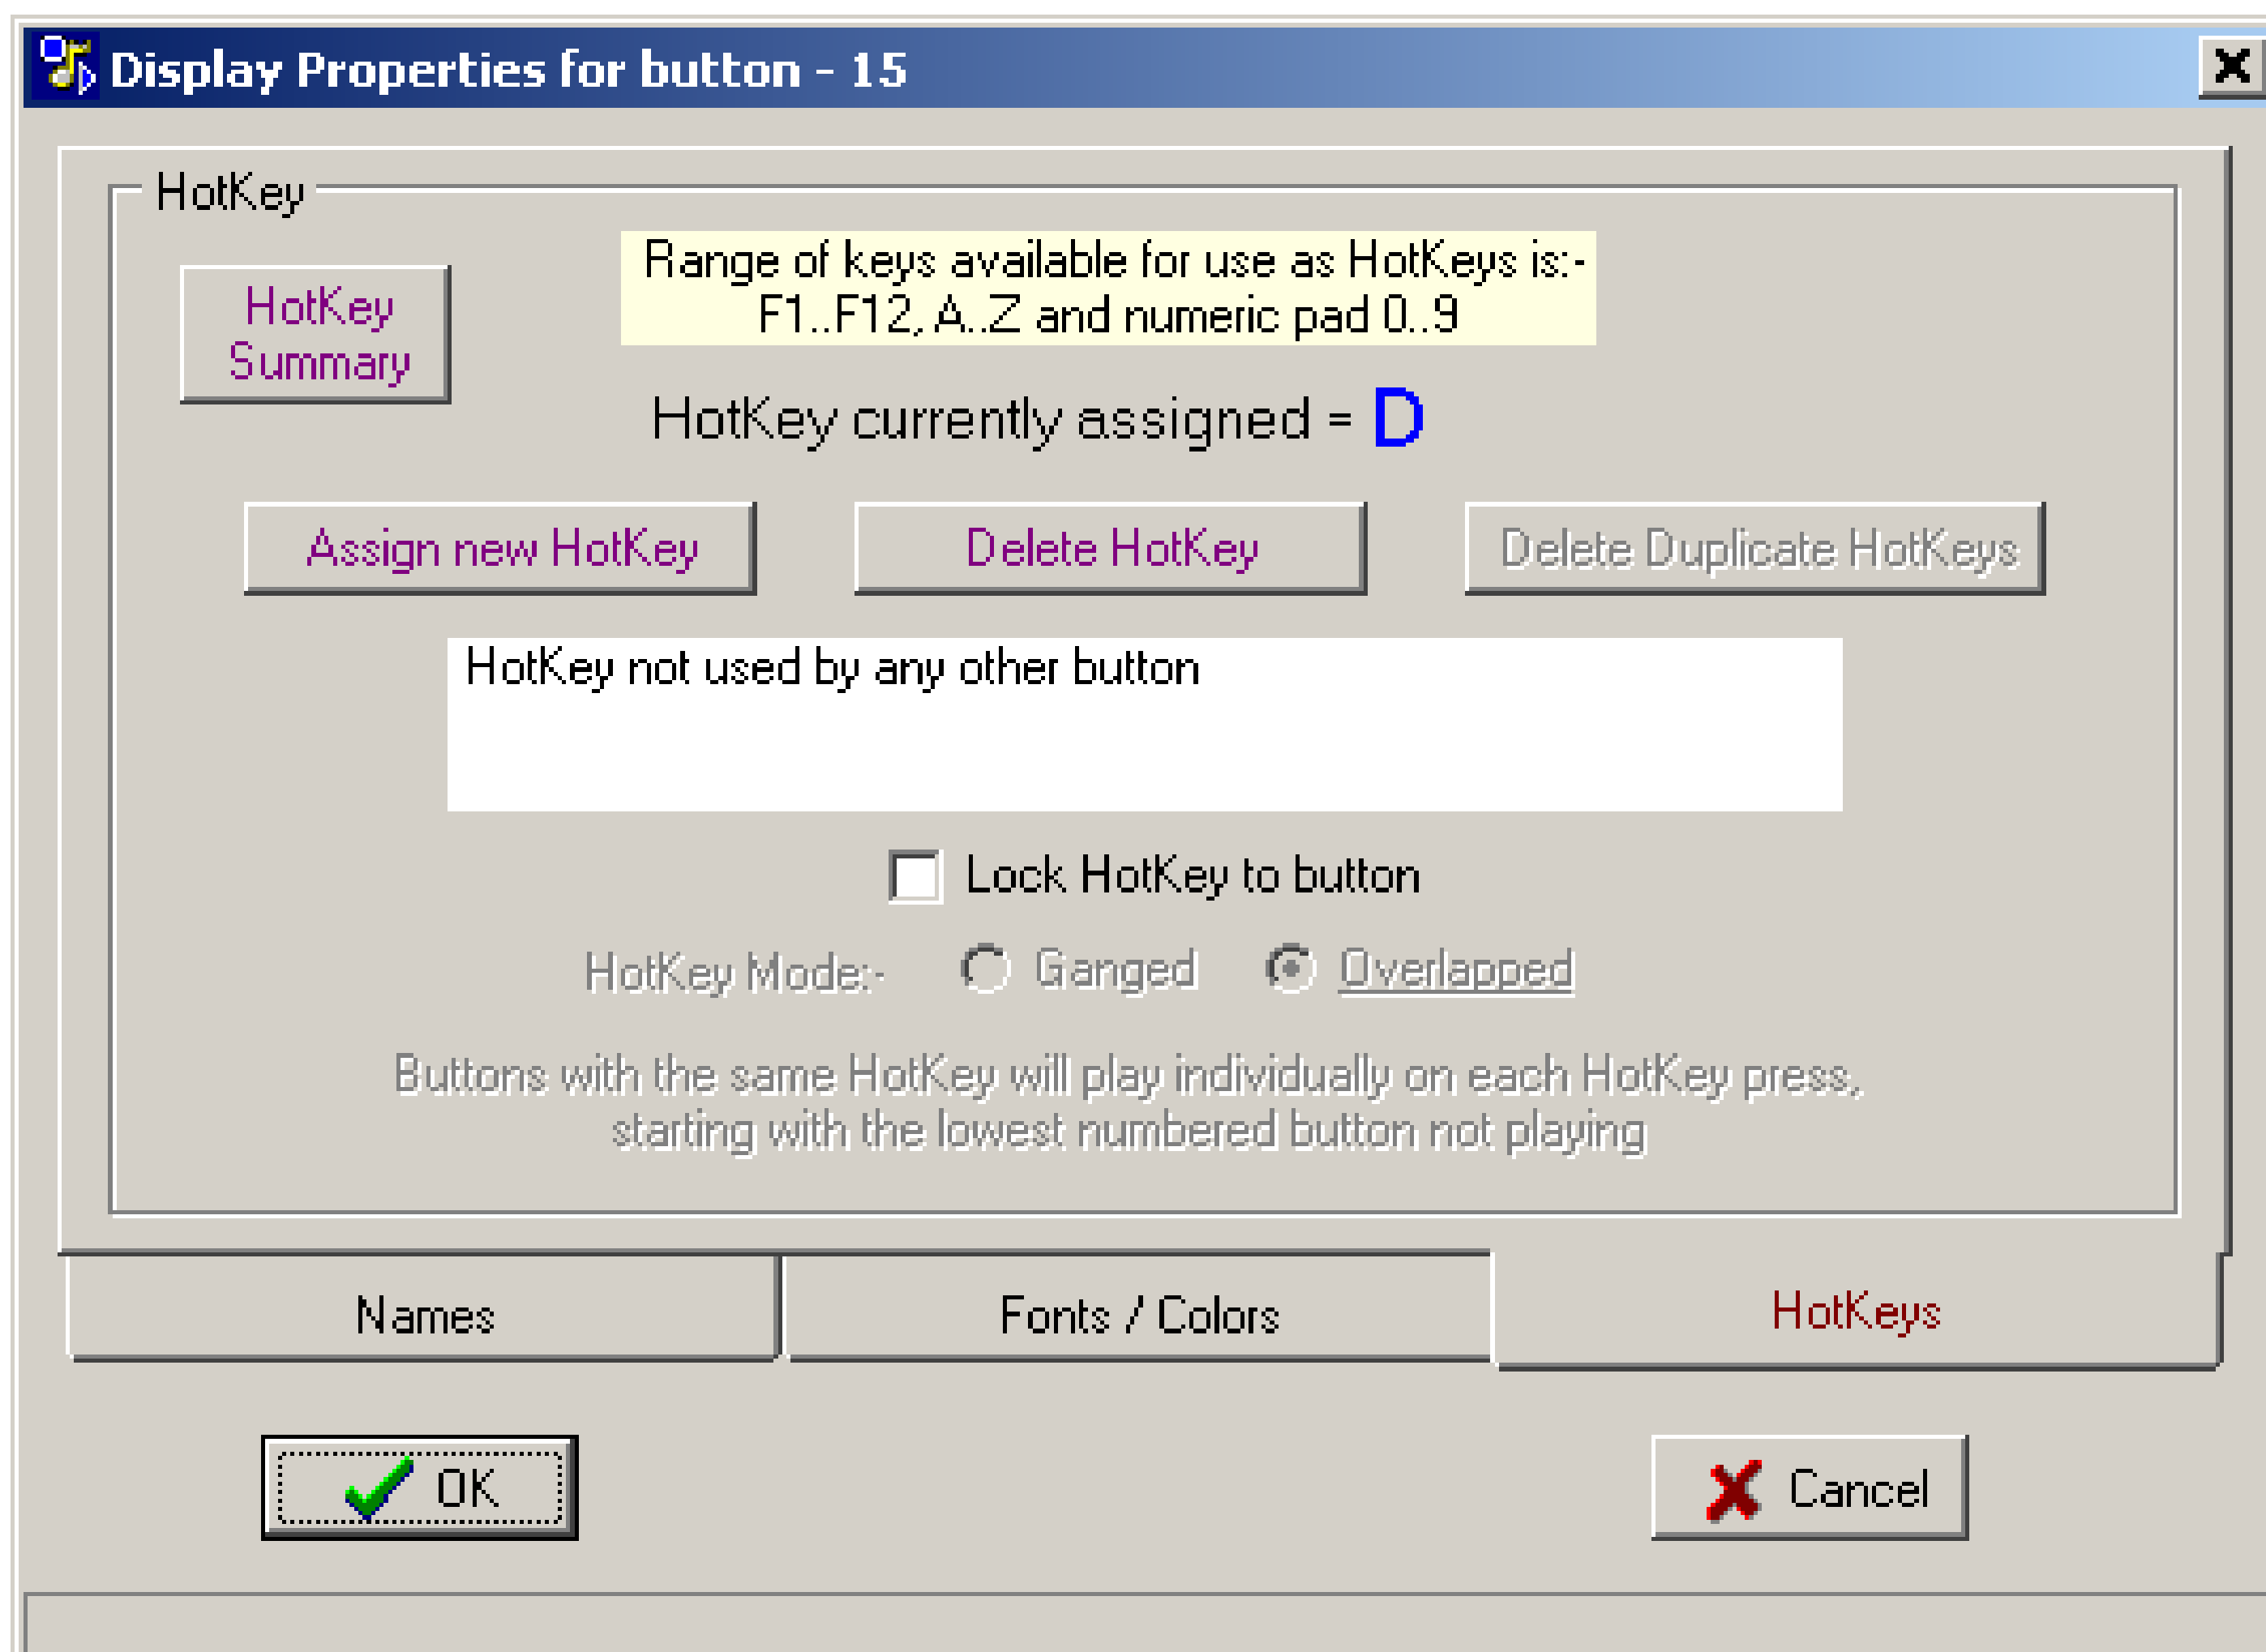 Display Properties for button - 15
HotKey
HotKey
Summary
Range of keys available for use as HotKeys is:-
F1..F12, A..Z and numeric pad 0..9
HotKey currently assigned = D
Assign new HotKey
Delete HotKey
Delete Duplicate HotKeys
HotKey not used by any other button
Lock HotKey to button
HotKey Mode:- Ganged Overlapped
Buttons with the same HotKey will play individually on each HotKey press,
starting with the lowest numbered button not playing
Names
Fonts / Colors
HotKeys
OK
Cancel